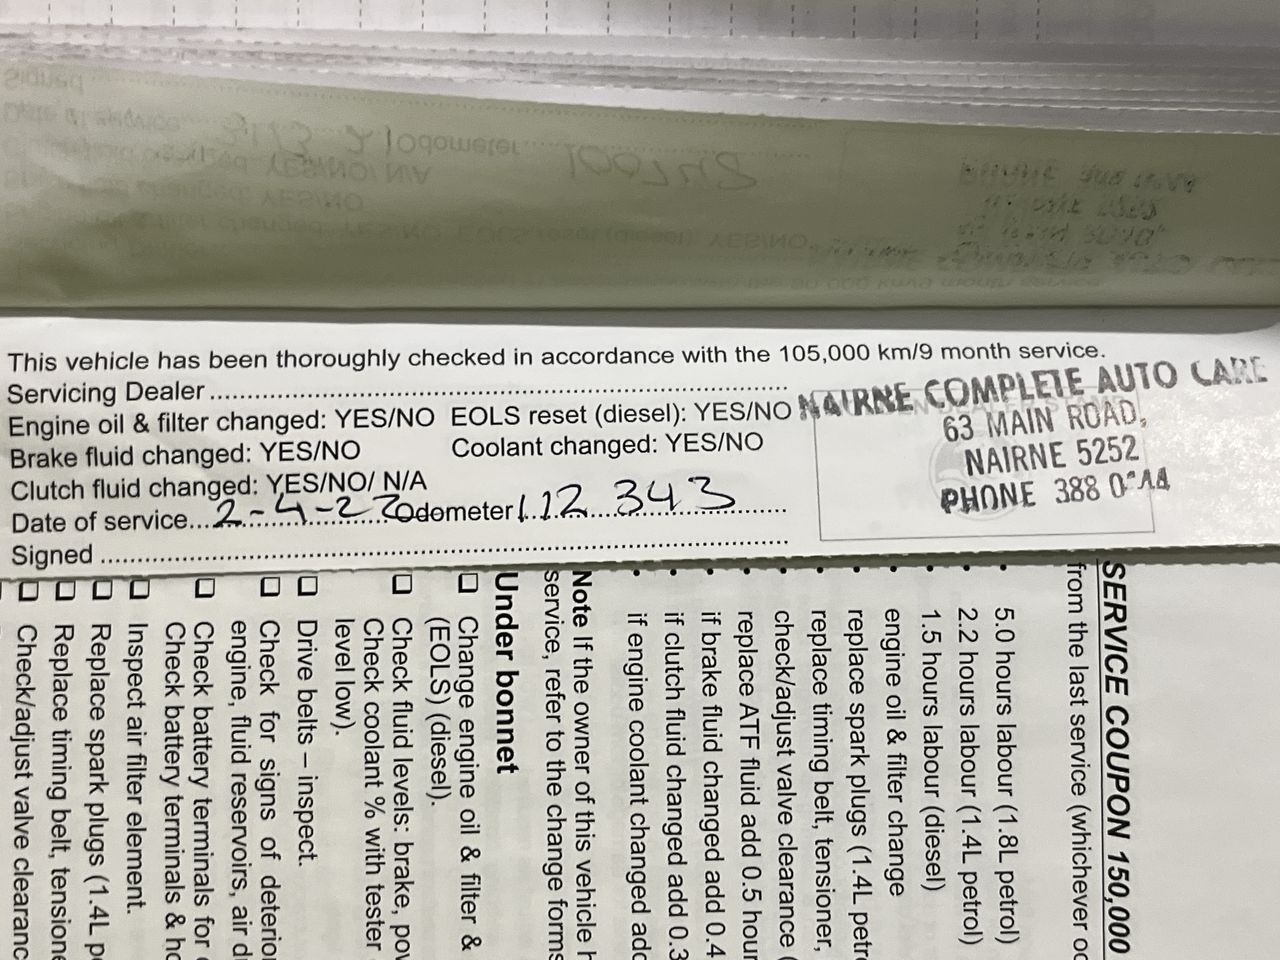 This vehicle has been thoroughly checked in accordance with the 105,000 km/9 month service.
Servicing Dealer
Engine oil & filter changed: YES/NO EOLS reset (diesel): YES/NO
Brake fluid changed: YES/NO Coolant changed: YES/NO
Clutch fluid changed: YES/NO/ N/A
Date of service...2-4-22 Odometer 112 343
Signed
NAIRNE COMPLETE AUTO CARE
63 MAIN ROAD,
NAIRNE 5252
PHONE 388
SERVICE COUPON 150,000
from the last service (whichever
5.0 hours labour (1.8L petrol)
2.2 hours labour (1.4L petrol)
1.5 hours labour (diesel)
engine oil & filter change
replace spark plugs (1.4L
replace timing belt, tensioner,
check/adjust valve clearance (
replace ATF fluid add 0.5
if brake fluid changed add 0.4
if clutch fluid changed add 0.3
if engine coolant changed
Note If the owner of this vehicle
service, refer to the change
Under bonnet
Change engine oil & filter &
(EOLS) (diesel).
Check fluid levels: brake,
Check coolant % with tester
level low).
Drive belts – inspect.
Check for signs of
engine, fluid reservoirs, air
Check battery terminals for
Check battery terminals &
Inspect air filter element.
Replace spark plugs (1.4L
Replace timing belt,
Check/adjust valve